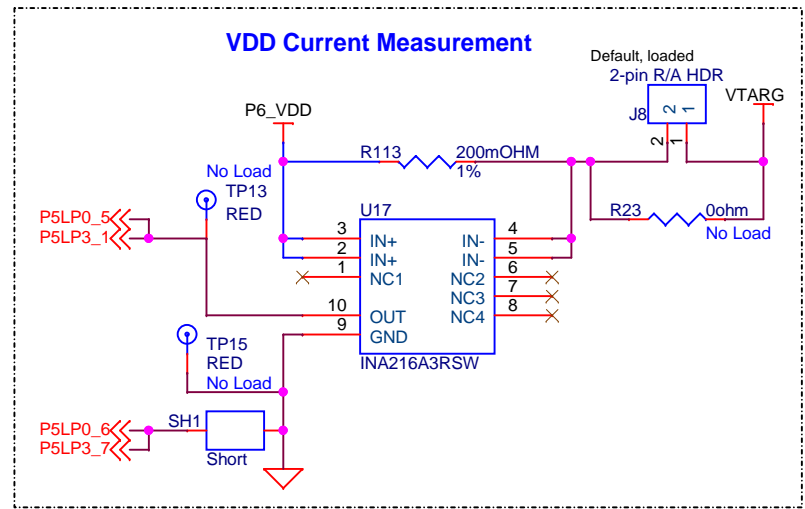 VDD Current Measurement
Default, loaded
2-pin R/A HDR
VTARG
P6_VDD
J8
2
1
2
1
R113
200mOHM
1%
No Load
TP13
RED
U17
R23
0ohm
No Load
P5LP0_5
P5LP3_1
3
IN+
IN-
4
2
IN+
IN-
5
1
NC1
NC2
6
NC3
7
10
OUT
NC4
8
9
GND
TP15
RED
No Load
INA216A3RSW
P5LP0_6
P5LP3_7
SH1
Short